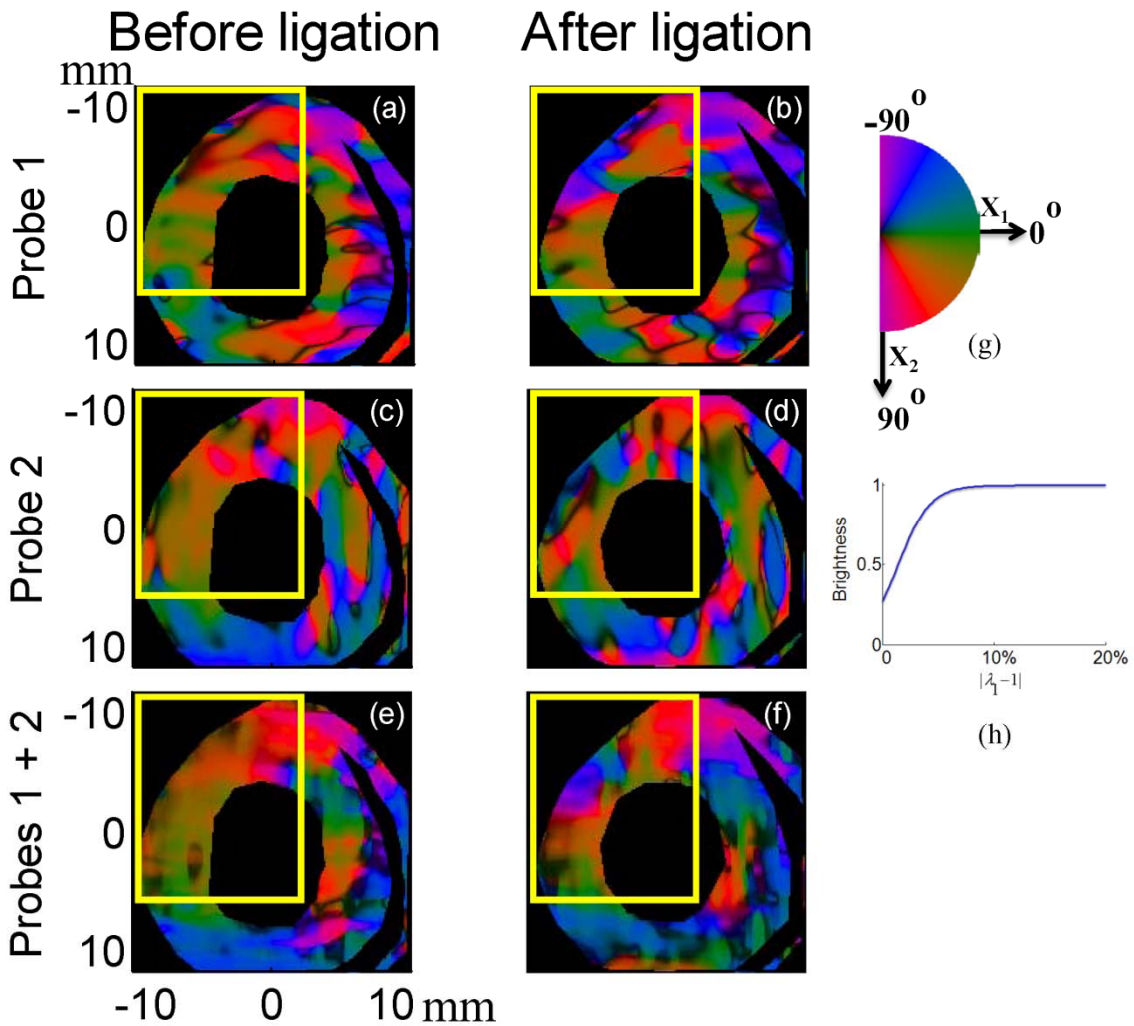 Before ligation After ligation
mm
Probe 1
-10
0
10
(a)
(b)
Probe 2
-10
0
10
(c)
(d)
Probes 1 + 2
-10
0
10
(e)
(f)
-10 0 10 mm
-90°
X₁
0°
X₂
90°
(g)
Brightness
1
0.5
0
0 10% 20%
|λ₁−1|
(h)